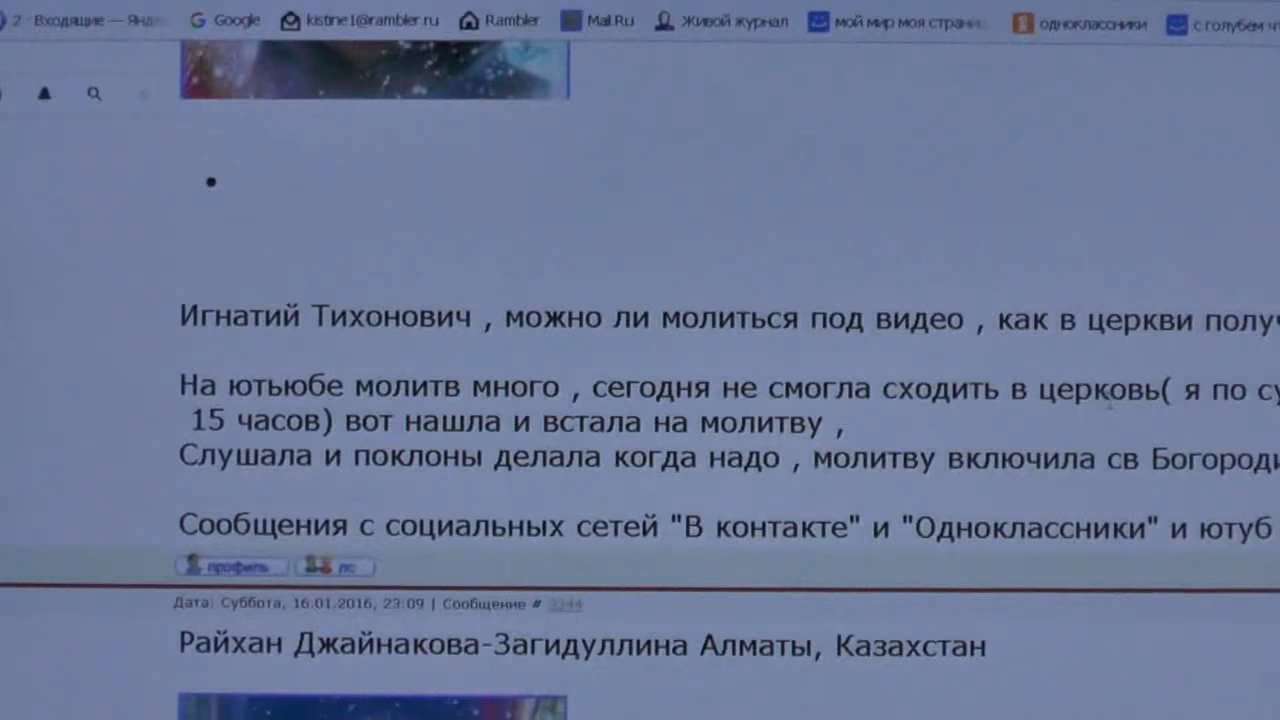 2 Входящие — Янд
Google
kistine1@rambler.ru
Rambler
Mail.Ru
Живой журнал
мой мир моя страни
одноклассники
с голубем
Игнатий Тихонович , можно ли молиться под видео , как в церкви полу
На ютьюбе молитв много , сегодня не смогла сходить в церковь( я по су
15 часов) вот нашла и встала на молитву ,
Слушала и поклоны делала когда надо , молитву включила св Богороди
Сообщения с социальных сетей "В контакте" и "Одноклассники" и ютуб
профиль
лс
Дата: Суббота, 16.01.2016, 23:09 | Сообщение #
Райхан Джайнакова-Загидуллина Алматы, Казахстан